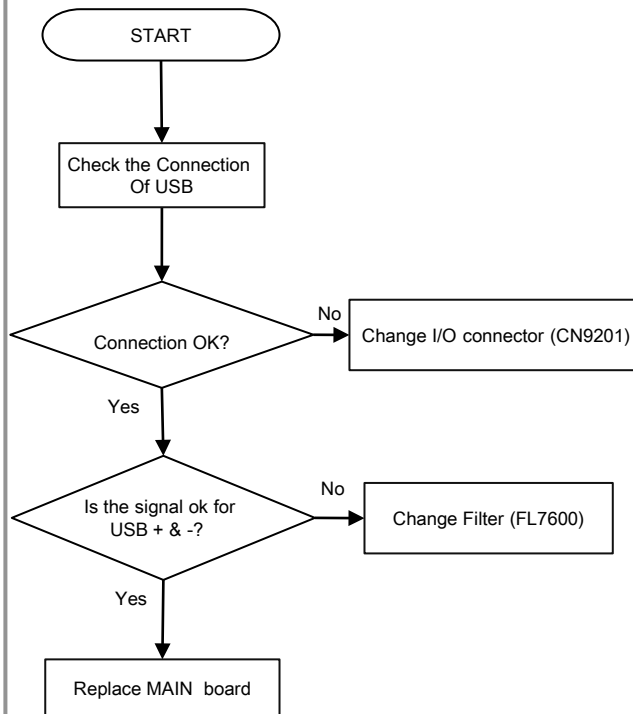 START
Check the Connection
Of USB
Connection OK?
No
Change I/O connector (CN9201)
Yes
Is the signal ok for
USB + & -?
No
Change Filter (FL7600)
Yes
Replace MAIN board